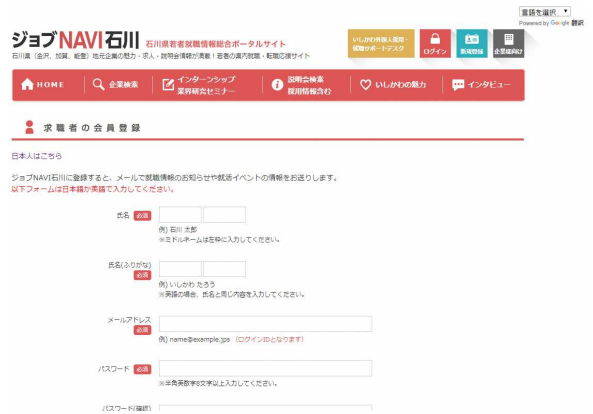 言語を選択 ▼
Powered by Google 翻訳
ジョブNAVI石川 石川県若者就職情報総合ポータルサイト
石川県（金沢、加賀、能登）地元企業の魅力・求人・説明会情報が満載！若者の県内就職・転職応援サイト
いしかわ外国人採用・
就職サポートデスク
ログイン
新規登録
企業様向け
HOME
企業検索
インターンシップ
業界研究セミナー
説明会検索
採用情報含む
いしかわの魅力
インタビュー
求職者の会員登録
日本人はこちら
ジョブNAVI石川に登録すると、メールで就職情報のお知らせや就活イベントの情報をお送りします。
以下フォームは日本語か英語で入力してください。
氏名 必須
例) 石川 太郎
※ミドルネームは左枠に入力してください。
氏名(ふりがな)
必須
例) いしかわ たろう
※英語の場合、氏名と同じ内容を入力してください。
メールアドレス
必須
例) name@example.jps （ログインIDとなります）
パスワード 必須
※半角英数字8文字以上入力してください。
パスワード(確認)